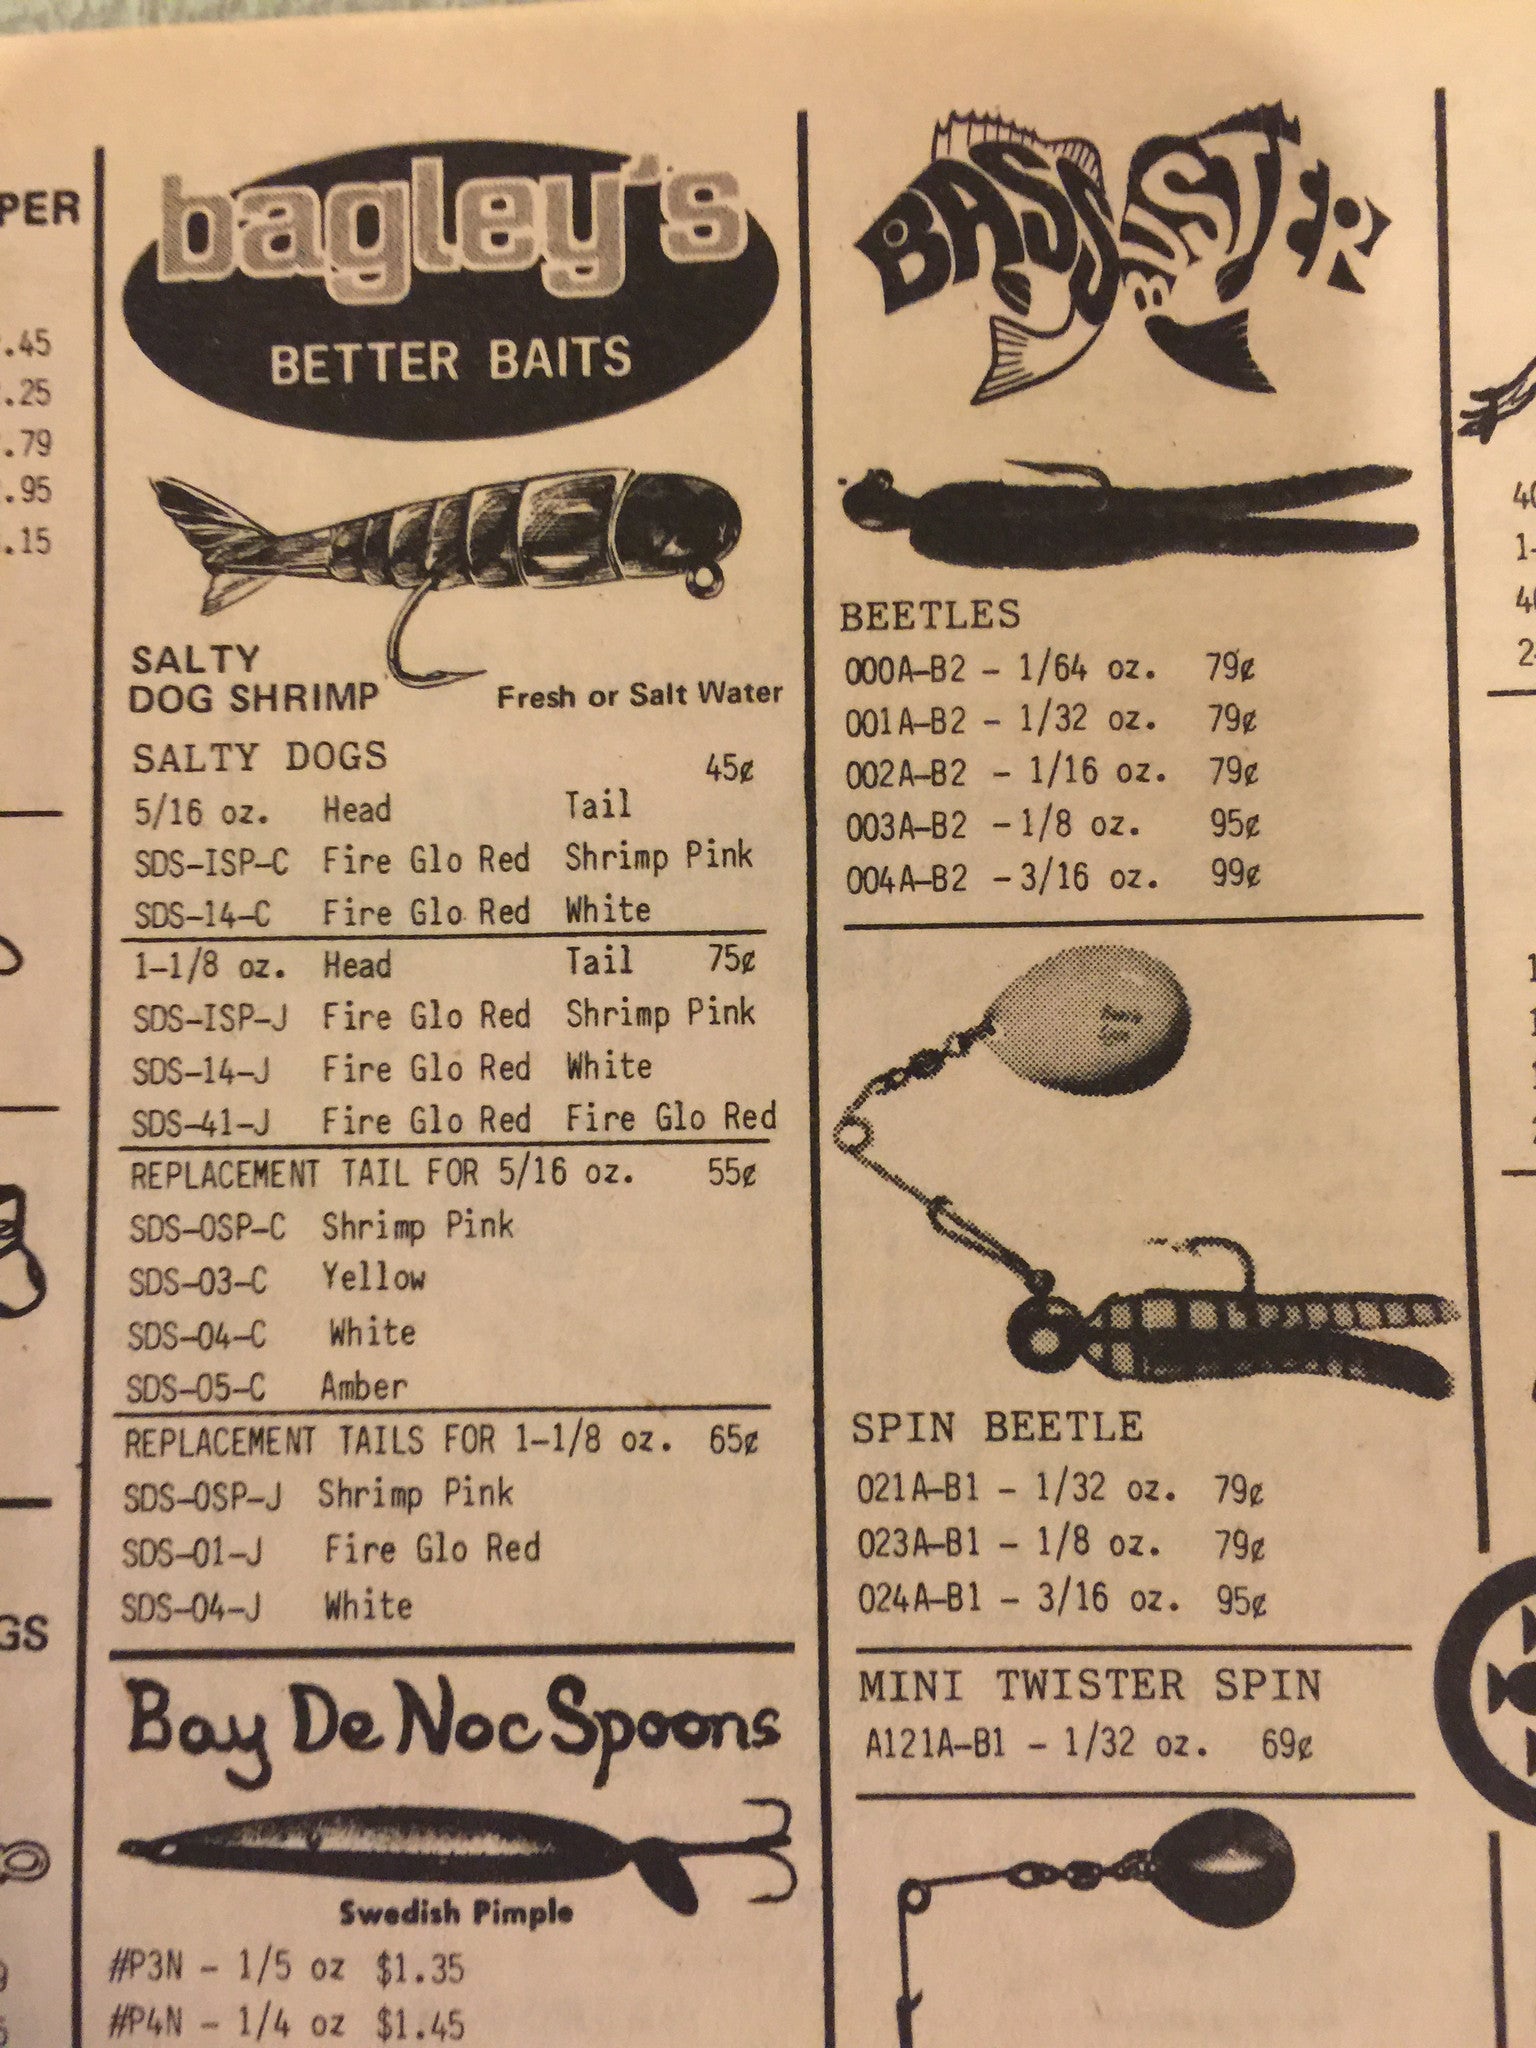 PER
.45
.25
.79
.95
.15
GS
bagley's
BETTER BAITS
SALTY
DOG SHRIMP
Fresh or Salt Water
SALTY DOGS 45¢
5/16 oz. Head Tail
SDS-ISP-C Fire Glo Red Shrimp Pink
SDS-14-C Fire Glo Red White
1-1/8 oz. Head Tail 75¢
SDS-ISP-J Fire Glo Red Shrimp Pink
SDS-14-J Fire Glo Red White
SDS-41-J Fire Glo Red Fire Glo Red
REPLACEMENT TAIL FOR 5/16 oz. 55¢
SDS-OSP-C Shrimp Pink
SDS-03-C Yellow
SDS-04-C White
SDS-05-C Amber
REPLACEMENT TAILS FOR 1-1/8 oz. 65¢
SDS-OSP-J Shrimp Pink
SDS-01-J Fire Glo Red
SDS-04-J White
Bay De Noc Spoons
Swedish Pimple
#P3N - 1/5 oz $1.35
#P4N - 1/4 oz $1.45
BASS BUSTER
BEETLES
000A-B2 - 1/64 oz. 79¢
001A-B2 - 1/32 oz. 79¢
002A-B2 - 1/16 oz. 79¢
003A-B2 - 1/8 oz. 95¢
004A-B2 - 3/16 oz. 99¢
SPIN BEETLE
021A-B1 - 1/32 oz. 79¢
023A-B1 - 1/8 oz. 79¢
024A-B1 - 3/16 oz. 95¢
MINI TWISTER SPIN
A121A-B1 - 1/32 oz. 69¢